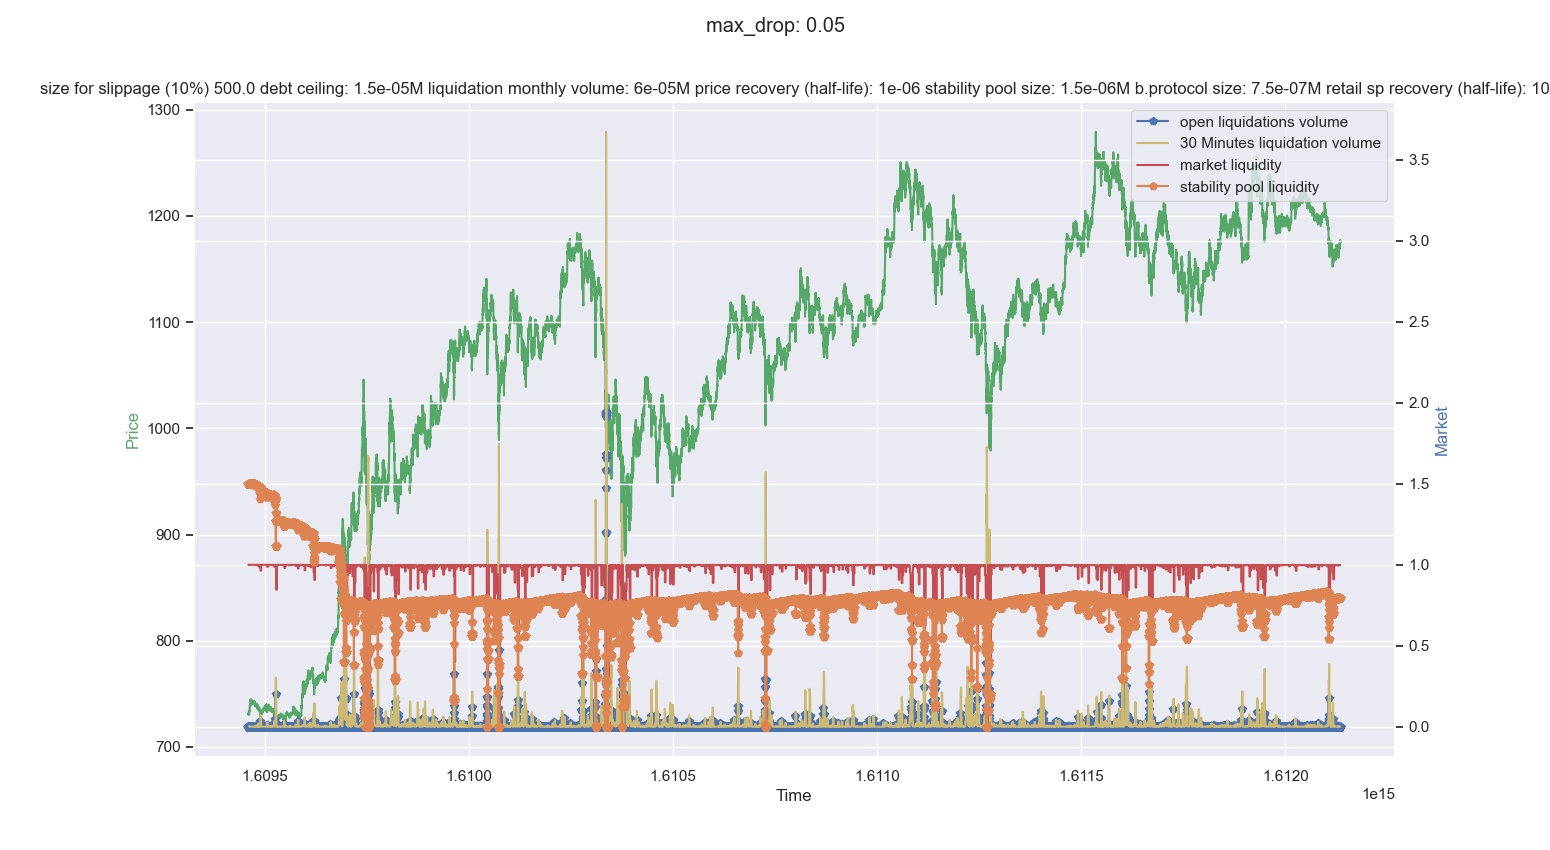 max_drop: 0.05
size for slippage (10%) 500.0 debt ceiling: 1.5e-05M liquidation monthly volume: 6e-05M price recovery (half-life): 1e-06 stability pool size: 1.5e-06M b.protocol size: 7.5e-07M retail sp recovery (half-life): 10
1300
1200
1100
1000
900
800
700
Price
open liquidations volume
30 Minutes liquidation volume
market liquidity
stability pool liquidity
3.5
3.0
2.5
2.0
1.5
1.0
0.5
0.0
Market
1.6095 1.6100 1.6105 1.6110 1.6115 1.6120
1e15
Time